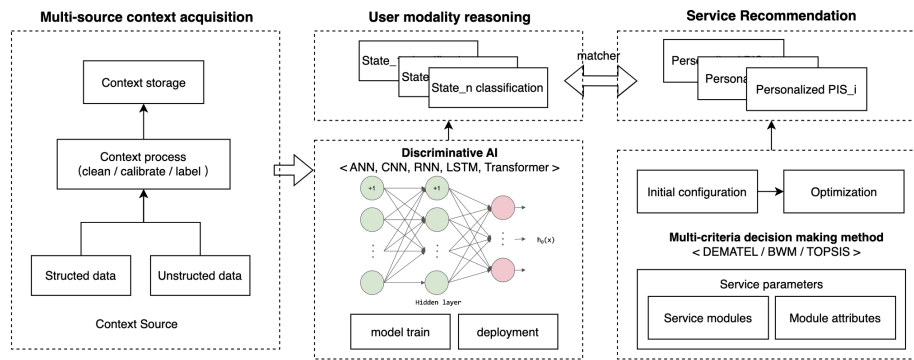 Multi-source context acquisition
Context storage
Context process
(clean / calibrate / label )
Structed data
Unstructed data
Context Source
User modality reasoning
State_
State
State_n classification
Discriminative AI
< ANN, CNN, RNN, LSTM, Transformer >
+1
+1
hθ(x)
Hidden layer
model train
deployment
matcher
Service Recommendation
Personalized PIS_i
Initial configuration
Optimization
Multi-criteria decision making method
< DEMATEL / BWM / TOPSIS >
Service parameters
Service modules
Module attributes